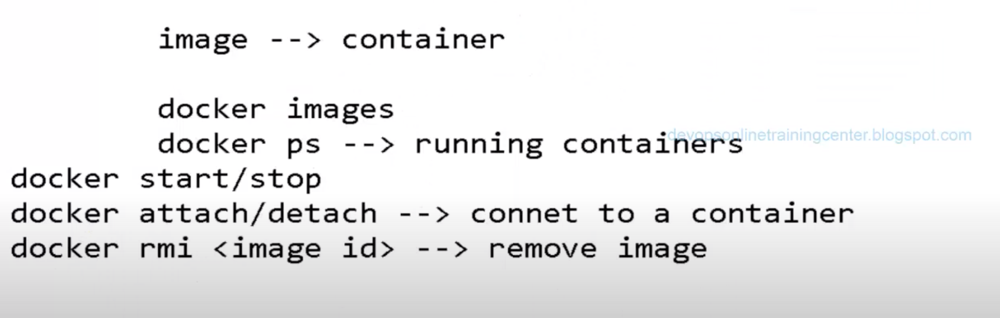 image --> container
docker images
docker ps --> running containers
devopsonlinetrainingcenter.blogspot.com
docker start/stop
docker attach/detach --> connet to a container
docker rmi <image id> --> remove image